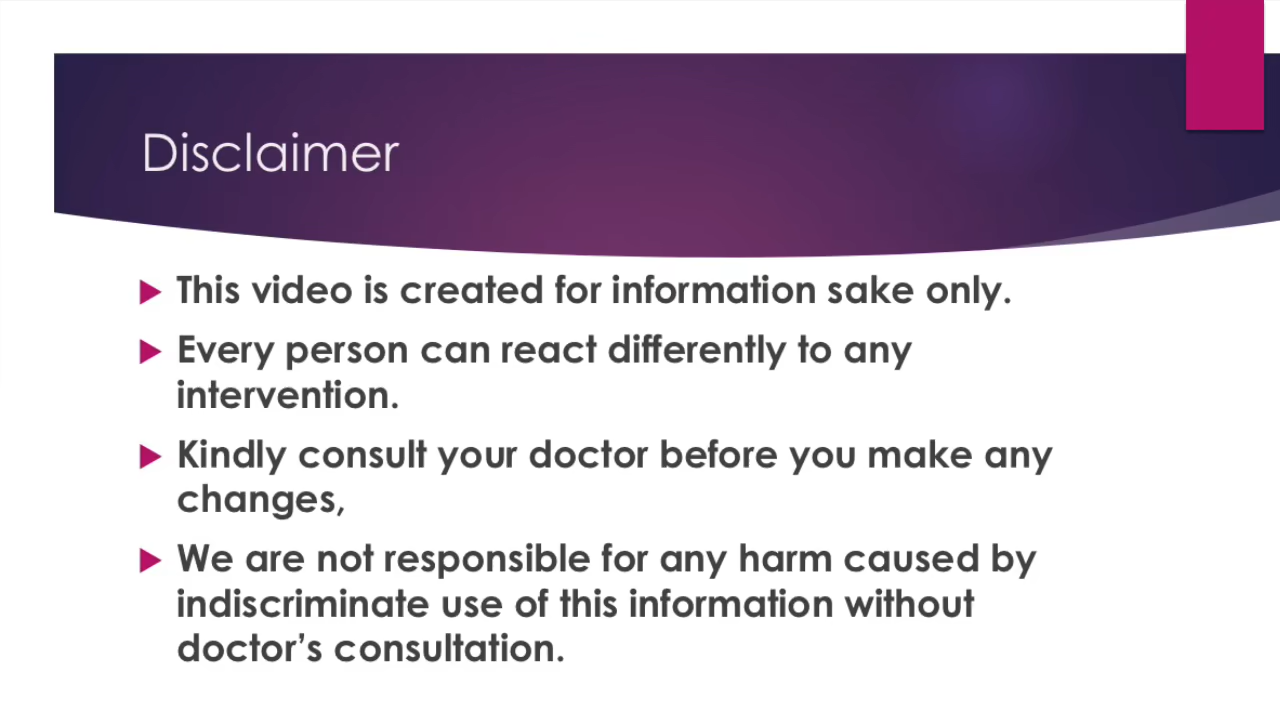 Disclaimer
This video is created for information sake only.
Every person can react differently to any
intervention.
Kindly consult your doctor before you make any
changes,
We are not responsible for any harm caused by
indiscriminate use of this information without
doctor’s consultation.